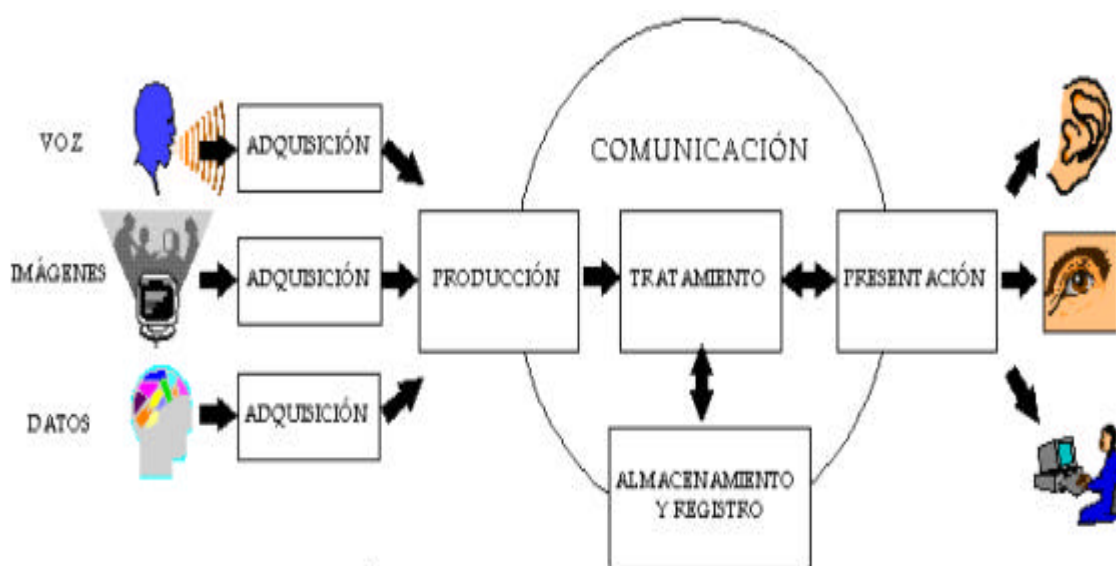 VOZ
ADQUISICIÓN
COMUNICACIÓN
IMÁGENES
ADQUISICIÓN
PRODUCCIÓN
TRATAMIENTO
PRESENTACIÓN
DATOS
ADQUISICIÓN
ALMACENAMIENTO
Y REGISTRO